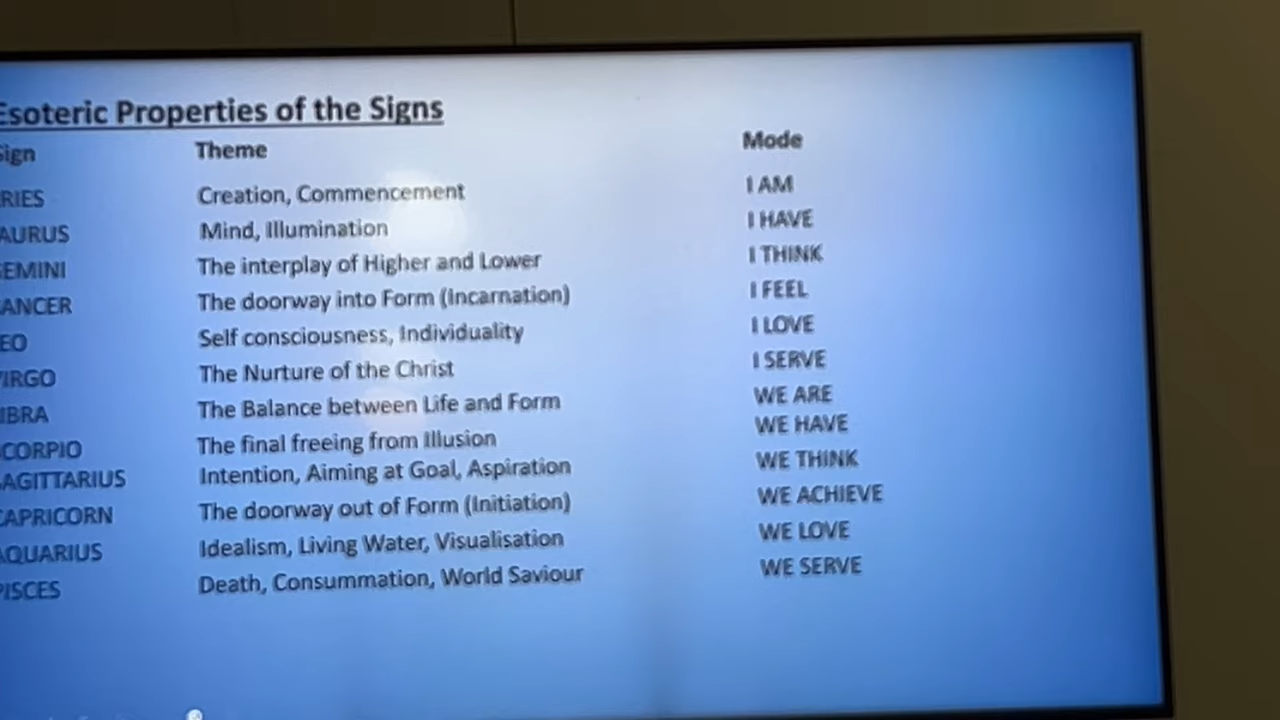 Esoteric Properties of the Signs
Sign Theme Mode
RIES Creation, Commencement I AM
AURUS Mind, Illumination I HAVE
EMINI The interplay of Higher and Lower I THINK
ANCER The doorway into Form (Incarnation) I FEEL
EO Self consciousness, Individuality I LOVE
VIRGO The Nurture of the Christ I SERVE
IBRA The Balance between Life and Form WE ARE
CORPIO The final freeing from Illusion WE HAVE
AGITTARIUS Intention, Aiming at Goal, Aspiration WE THINK
CAPRICORN The doorway out of Form (Initiation) WE ACHIEVE
AQUARIUS Idealism, Living Water, Visualisation WE LOVE
PISCES Death, Consummation, World Saviour WE SERVE